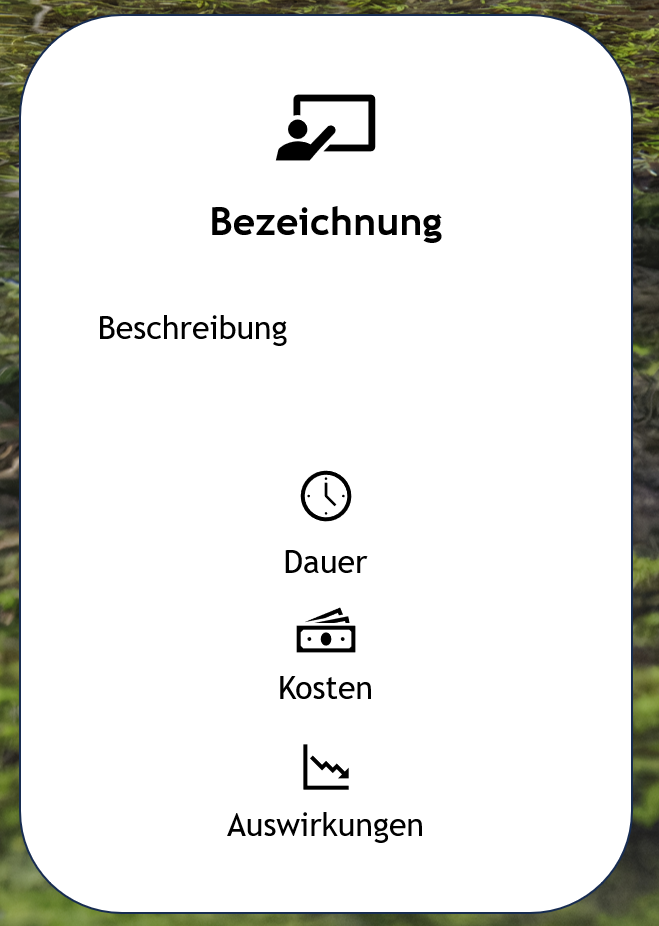 Bezeichnung
Beschreibung
Dauer
Kosten
Auswirkungen